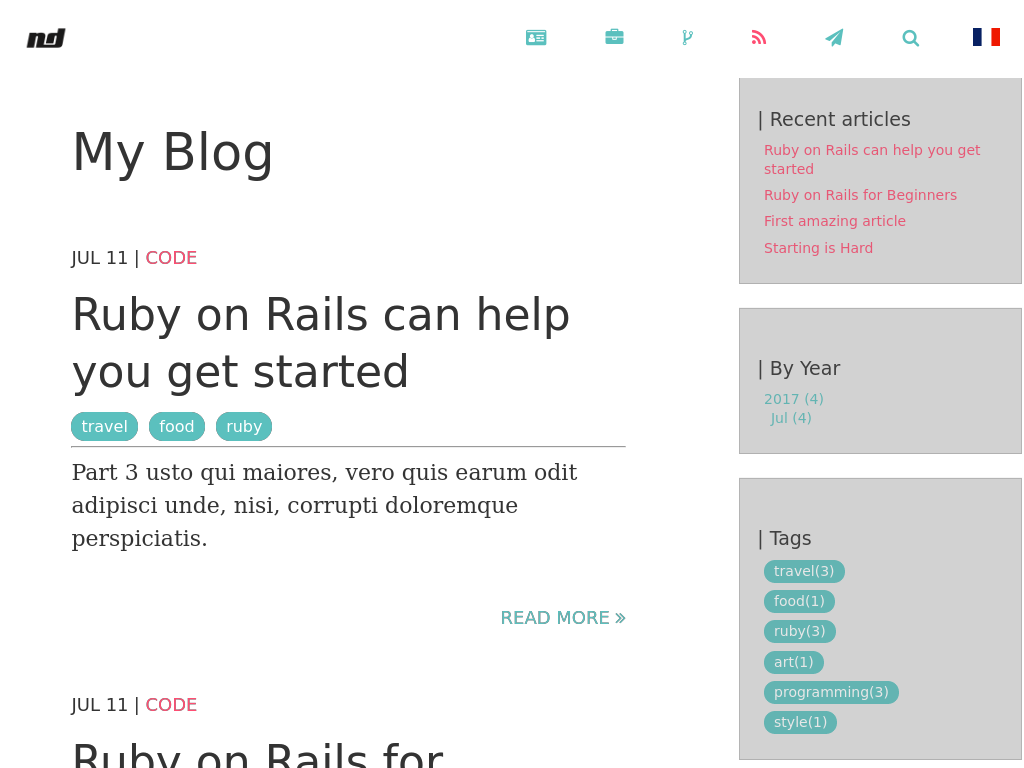 nd
My Blog
JUL 11 | CODE
Ruby on Rails can help
you get started
travel food ruby
Part 3 usto qui maiores, vero quis earum odit
adipisci unde, nisi, corrupti doloremque
perspiciatis.
READ MORE »
JUL 11 | CODE
Ruby on Rails for
| Recent articles
Ruby on Rails can help you get
started
Ruby on Rails for Beginners
First amazing article
Starting is Hard
| By Year
2017 (4)
Jul (4)
| Tags
travel(3)
food(1)
ruby(3)
art(1)
programming(3)
style(1)